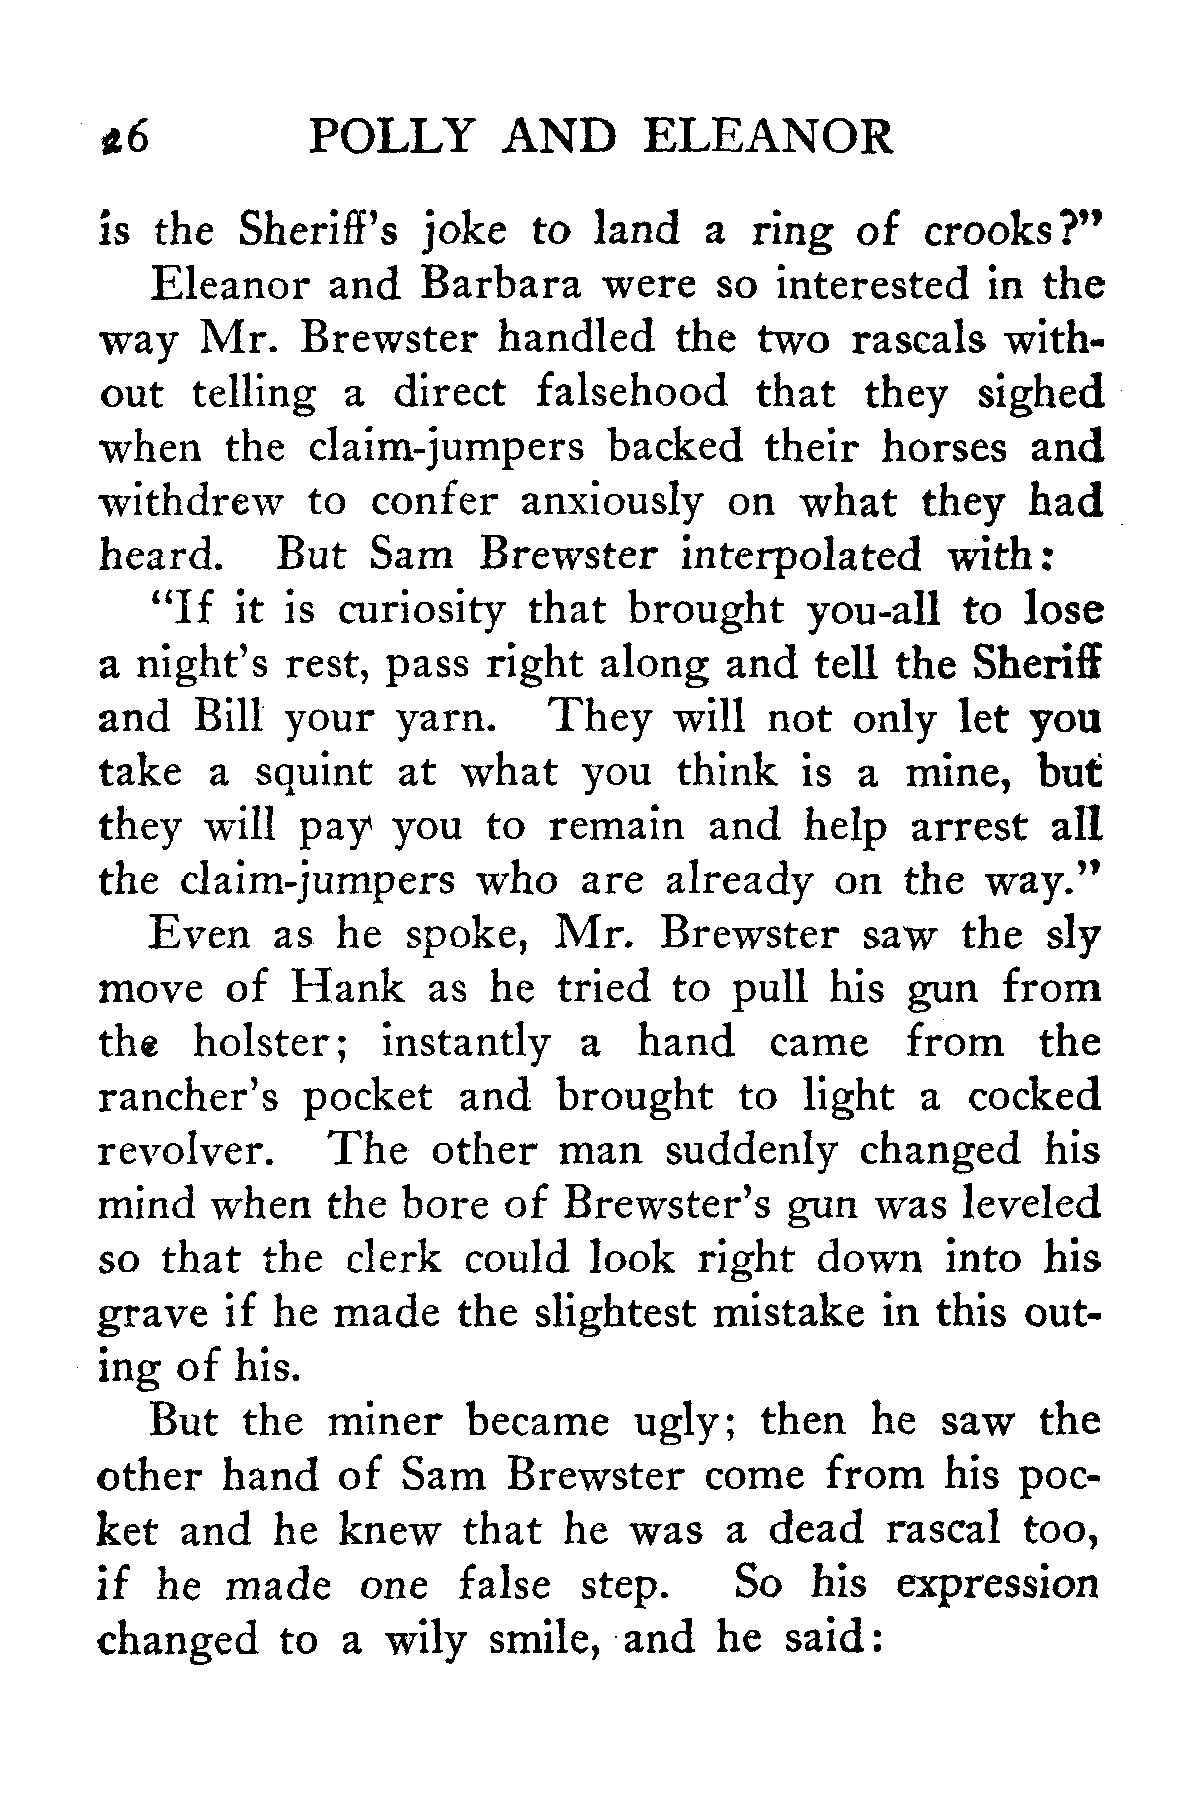 26 POLLY AND ELEANOR
is the Sheriff's joke to land a ring of crooks?"
Eleanor and Barbara were so interested in the
way Mr. Brewster handled the two rascals with-
out telling a direct falsehood that they sighed
when the claim-jumpers backed their horses and
withdrew to confer anxiously on what they had
heard. But Sam Brewster interpolated with:
"If it is curiosity that brought you-all to lose
a night's rest, pass right along and tell the Sheriff
and Bill your yarn. They will not only let you
take a squint at what you think is a mine, but
they will pay you to remain and help arrest all
the claim-jumpers who are already on the way."
Even as he spoke, Mr. Brewster saw the sly
move of Hank as he tried to pull his gun from
the holster; instantly a hand came from the
rancher's pocket and brought to light a cocked
revolver. The other man suddenly changed his
mind when the bore of Brewster's gun was leveled
so that the clerk could look right down into his
grave if he made the slightest mistake in this out-
ing of his.
But the miner became ugly; then he saw the
other hand of Sam Brewster come from his poc-
ket and he knew that he was a dead rascal too,
if he made one false step. So his expression
changed to a wily smile, and he said: